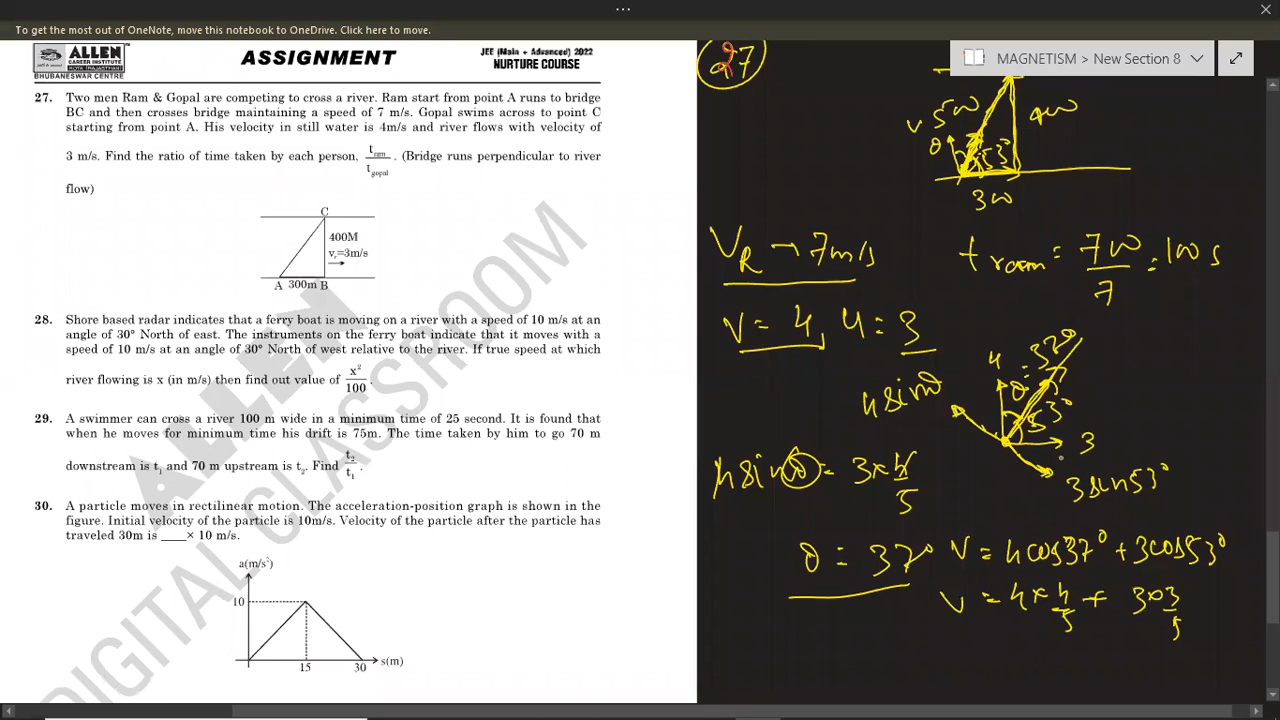 To get the most out of OneNote, move this notebook to OneDrive. Click here to move.
ALLEN
CAREER INSTITUTE
KOTA (RAJASTHAN)
BHUBANESWAR CENTRE
ASSIGNMENT
JEE (Main + Advanced) 2022
NURTURE COURSE
27. Two men Ram & Gopal are competing to cross a river. Ram start from point A runs to bridge
BC and then crosses bridge maintaining a speed of 7 m/s. Gopal swims across to point C
starting from point A. His velocity in still water is 4m/s and river flows with velocity of
3 m/s. Find the ratio of time taken by each person, t_ram/t_gopal . (Bridge runs perpendicular to river
flow)
C
400M
v_r=3m/s
A 300m B
28. Shore based radar indicates that a ferry boat is moving on a river with a speed of 10 m/s at an
angle of 30° North of east. The instruments on the ferry boat indicate that it moves with a
speed of 10 m/s at an angle of 30° North of west relative to the river. If true speed at which
river flowing is x (in m/s) then find out value of x²/100 .
29. A swimmer can cross a river 100 m wide in a minimum time of 25 second. It is found that
when he moves for minimum time his drift is 75m. The time taken by him to go 70 m
downstream is t₁ and 70 m upstream is t₂. Find t₂/t₁.
30. A particle moves in rectilinear motion. The acceleration-position graph is shown in the
figure. Initial velocity of the particle is 10m/s. Velocity of the particle after the particle has
traveled 30m is ___× 10 m/s.
a(m/s²)
10
15
30
s(m)
ALLEN
DIGITAL CLASSROOM
MAGNETISM > New Section 8
27
v
500
400
θ
53°
300
V_R → 7m/s
t_ram = 700/7 = 100 s
v = 4, u = 3
4
θ = 37°
53°
3
4sinθ
3sin53°
4sinθ = 3 × 4/5
θ = 37°
v = 4cos37° + 3cos53°
v = 4 × 4/5 + 3×3/5